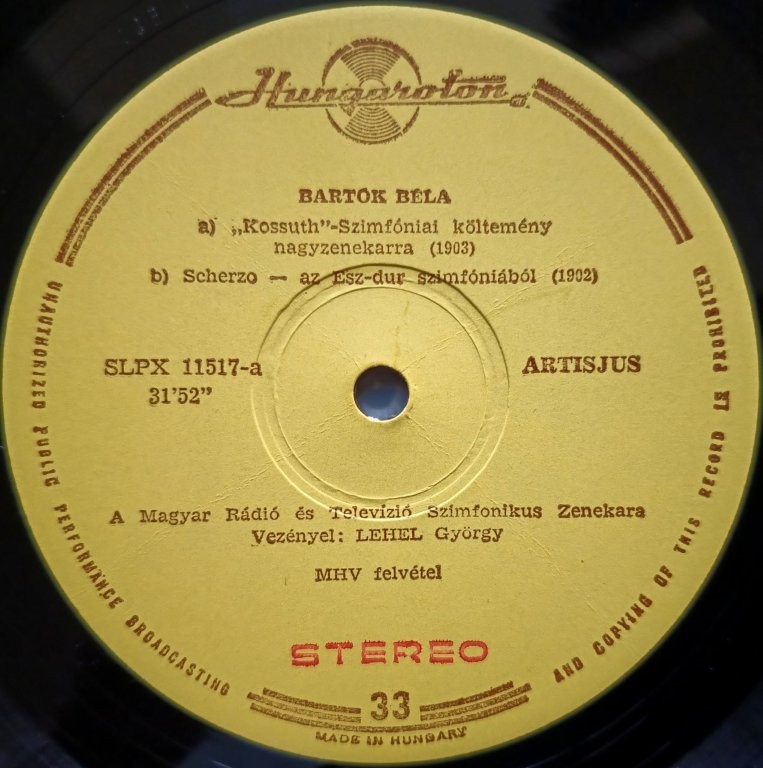 Hungaroton
BARTÓK BÉLA
a) „Kossuth”-Szimfóniai költemény
nagyzenekarra (1903)
b) Scherzo — az Esz-dur szimfóniából (1902)
SLPX 11517-a
31’52”
ARTISJUS
A Magyar Rádió és Televízió Szimfonikus Zenekara
Vezényel: LEHEL György
MHV felvétel
STEREO
33
MADE IN HUNGARY
UNAUTHORIZED PUBLIC PERFORMANCE BROADCASTING AND COPYING OF THIS RECORD IS PROHIBITED